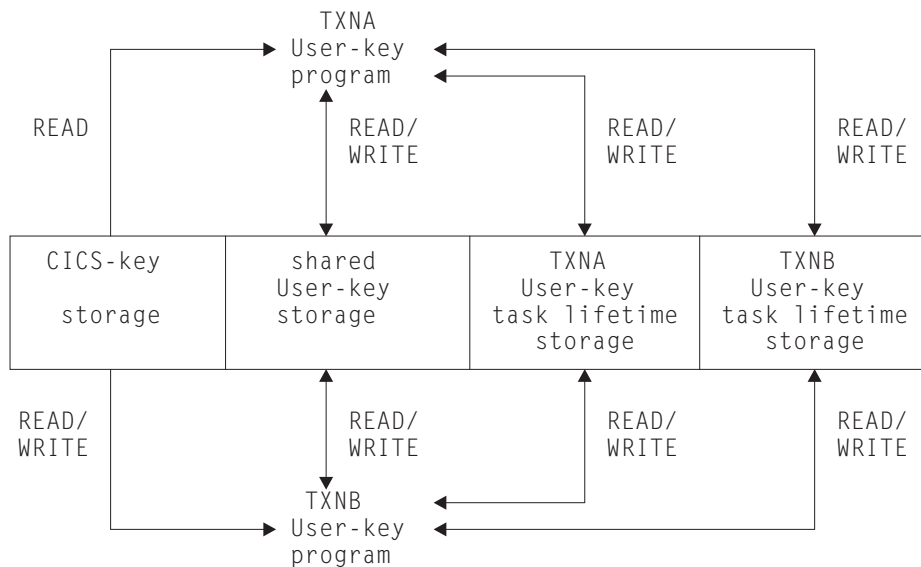 TXNA
User-key
program
READ
READ/
WRITE
READ/
WRITE
READ/
WRITE
CICS-key
storage
shared
User-key
storage
TXNA
User-key
task lifetime
storage
TXNB
User-key
task lifetime
storage
READ/
WRITE
READ/
WRITE
READ/
WRITE
READ/
WRITE
TXNB
User-key
program